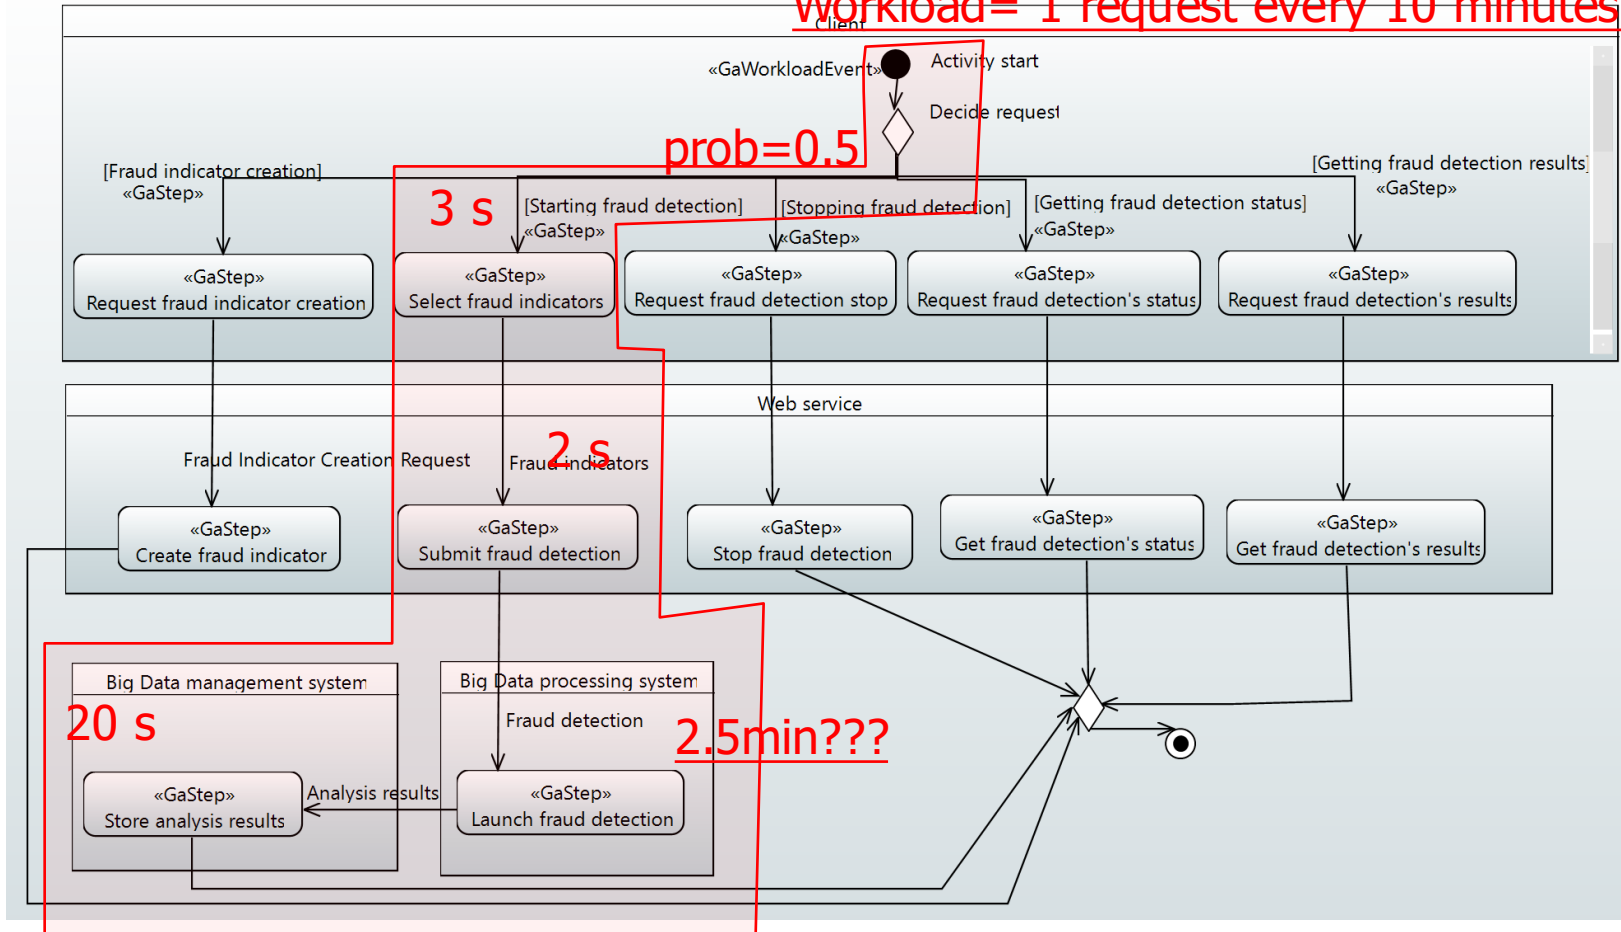 Workload= 1 request every 10 minutes
Client
«GaWorkloadEvent»
Activity start
Decide request
prob=0.5
[Fraud indicator creation]
«GaStep»
3 s
[Starting fraud detection]
«GaStep»
[Stopping fraud detection]
«GaStep»
[Getting fraud detection status]
«GaStep»
[Getting fraud detection results]
«GaStep»
«GaStep»
Request fraud indicator creation
«GaStep»
Select fraud indicators
«GaStep»
Request fraud detection stop
«GaStep»
Request fraud detection's status
«GaStep»
Request fraud detection's results
Web service
Fraud Indicator Creation Request
2 s
Fraud indicators
«GaStep»
Create fraud indicator
«GaStep»
Submit fraud detection
«GaStep»
Stop fraud detection
«GaStep»
Get fraud detection's status
«GaStep»
Get fraud detection's results
Big Data management system
20 s
Big Data processing system
Fraud detection
2.5min???
«GaStep»
Store analysis results
Analysis results
«GaStep»
Launch fraud detection